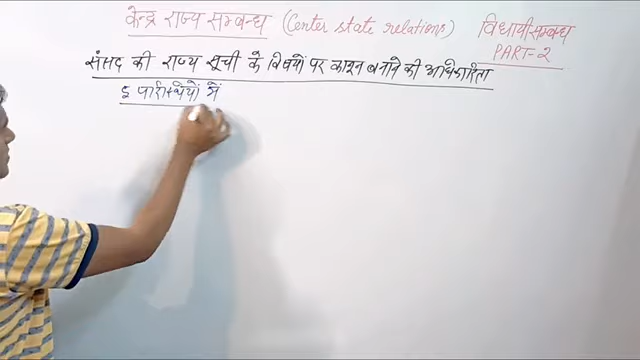 केन्द्र राज्य सम्बन्ध (Center state relations) विधायी सम्बन्ध
PART-2
संसद की राज्य सूची के विषयों पर कानून बनाने की अधिकारिता
5 परिस्थियों में